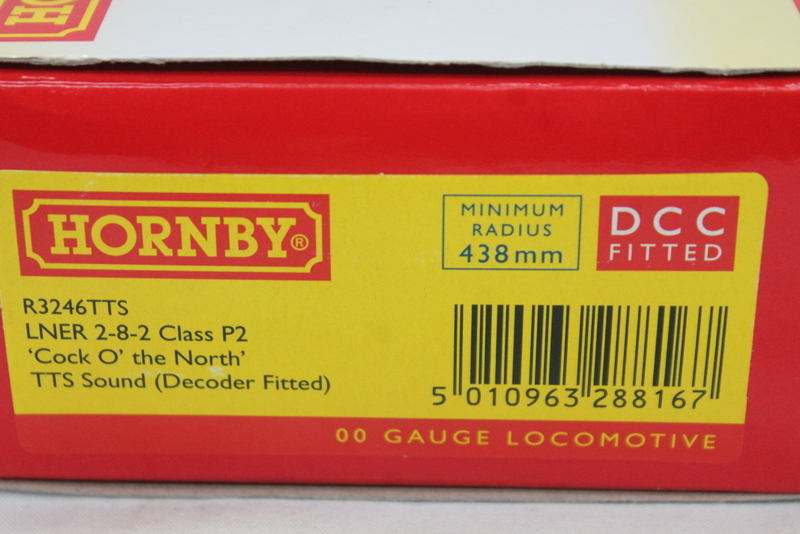 HORNBY®
MINIMUM
RADIUS
438mm
DCC
FITTED
R3246TTS
LNER 2-8-2 Class P2
'Cock O' the North'
TTS Sound (Decoder Fitted)
5 010963 288167
00 GAUGE LOCOMOTIVE